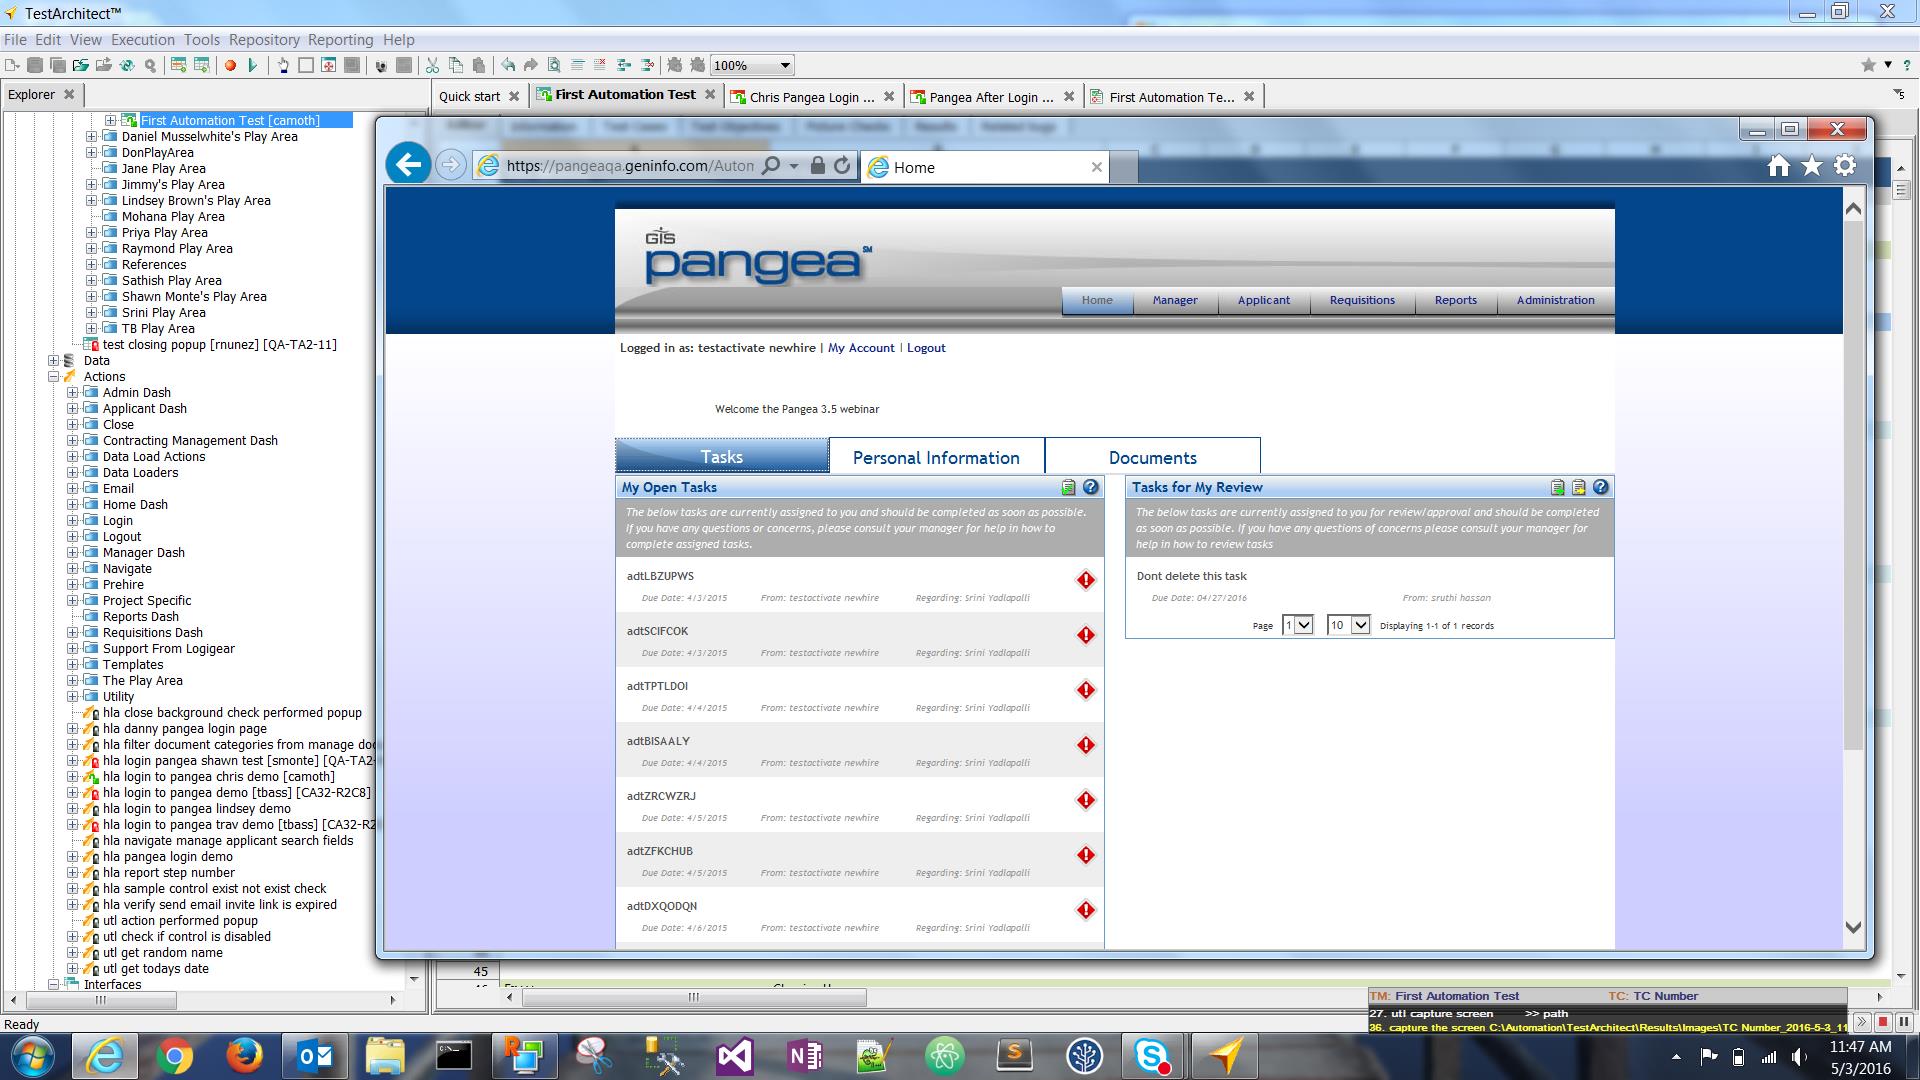 TestArchitect™
File Edit View Execution Tools Repository Reporting Help
100%
Explorer
Quick start
First Automation Test
Chris Pangea Login ...
Pangea After Login ...
First Automation Te...
5
First Automation Test [camoth]
Daniel Musselwhite's Play Area
DonPlayArea
Jane Play Area
Jimmy's Play Area
Lindsey Brown's Play Area
Mohana Play Area
Priya Play Area
Raymond Play Area
References
Sathish Play Area
Shawn Monte's Play Area
Srini Play Area
TB Play Area
test closing popup [rnunez] [QA-TA2-11]
Data
Actions
Admin Dash
Applicant Dash
Close
Contracting Management Dash
Data Load Actions
Data Loaders
Email
Home Dash
Login
Logout
Manager Dash
Navigate
Prehire
Project Specific
Reports Dash
Requisitions Dash
Support From Logigear
Templates
The Play Area
Utility
hla close background check performed popup
hla danny pangea login page
hla filter document categories from manage doc
hla login pangea shawn test [smonte] [QA-TA2-
hla login to pangea chris demo [camoth]
hla login to pangea demo [tbass] [CA32-R2C8]
hla login to pangea lindsey demo
hla login to pangea trav demo [tbass] [CA32-R2
hla navigate manage applicant search fields
hla pangea login demo
hla report step number
hla sample control exist not exist check
hla verify send email invite link is expired
utl action performed popup
utl check if control is disabled
utl get random name
utl get todays date
Interfaces
Ready
Information Test Cases Test Objectives Picture Checks Results Related bugs
https://pangeaqa.geninfo.com/Autom
Home
GIS
pangea SM
Home Manager Applicant Requisitions Reports Administration
Logged in as: testactivate newhire | My Account | Logout
Welcome the Pangea 3.5 webinar
Tasks Personal Information Documents
My Open Tasks
The below tasks are currently assigned to you and should be completed as soon as possible.
If you have any questions or concerns, please consult your manager for help in how to
complete assigned tasks.
adtLBZUPWS
Due Date: 4/3/2015 From: testactivate newhire Regarding: Srini Yadlapalli
adtSCIFCOK
Due Date: 4/3/2015 From: testactivate newhire Regarding: Srini Yadlapalli
adtTPTLDOI
Due Date: 4/4/2015 From: testactivate newhire Regarding: Srini Yadlapalli
adtBISAALY
Due Date: 4/4/2015 From: testactivate newhire Regarding: Srini Yadlapalli
adtZRCWZRJ
Due Date: 4/5/2015 From: testactivate newhire Regarding: Srini Yadlapalli
adtZFKCHUB
Due Date: 4/5/2015 From: testactivate newhire Regarding: Srini Yadlapalli
adtDXQODQN
Due Date: 4/6/2015 From: testactivate newhire Regarding: Srini Yadlapalli
Tasks for My Review
The below tasks are currently assigned to you for review/approval and should be completed
as soon as possible. If you have any questions of concerns please consult your manager for
help in how to review tasks
Dont delete this task
Due Date: 04/27/2016 From: sruthi hassan
Page 1 10 Displaying 1-1 of 1 records
45
TM: First Automation Test TC: TC Number
27. utl capture screen >> path
36. capture the screen C:\Automation\TestArchitect\Results\Images\TC Number_2016-5-3_11
11:47 AM
5/3/2016